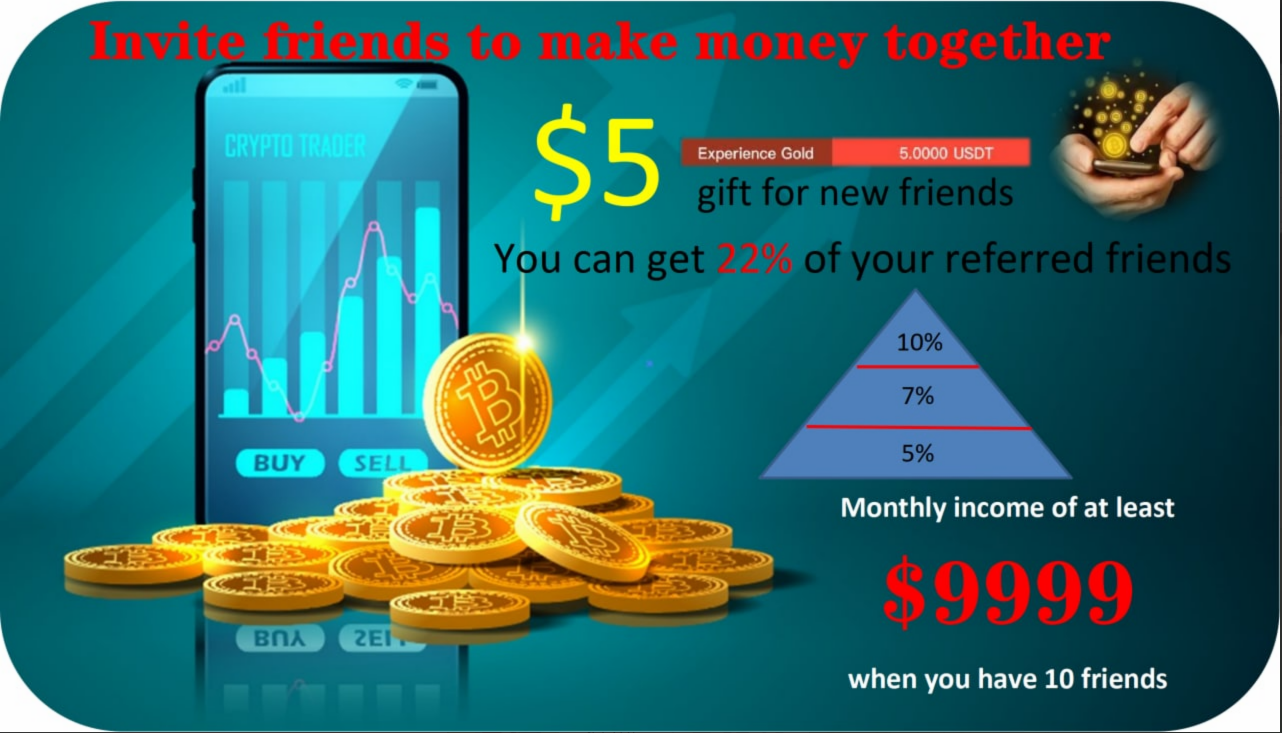 Invite friends to make money together
CRYPTO TRADER
$5
Experience Gold 5.0000 USDT
gift for new friends
You can get 22% of your referred friends
10%
7%
5%
BUY SELL
Monthly income of at least
$9999
when you have 10 friends